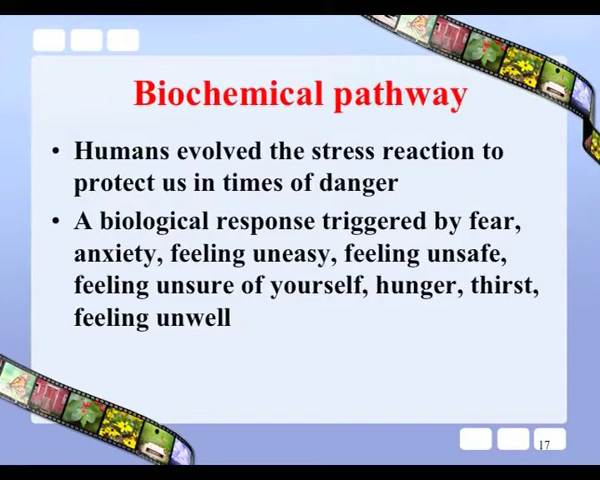 Biochemical pathway
• Humans evolved the stress reaction to
protect us in times of danger
• A biological response triggered by fear,
anxiety, feeling uneasy, feeling unsafe,
feeling unsure of yourself, hunger, thirst,
feeling unwell
17